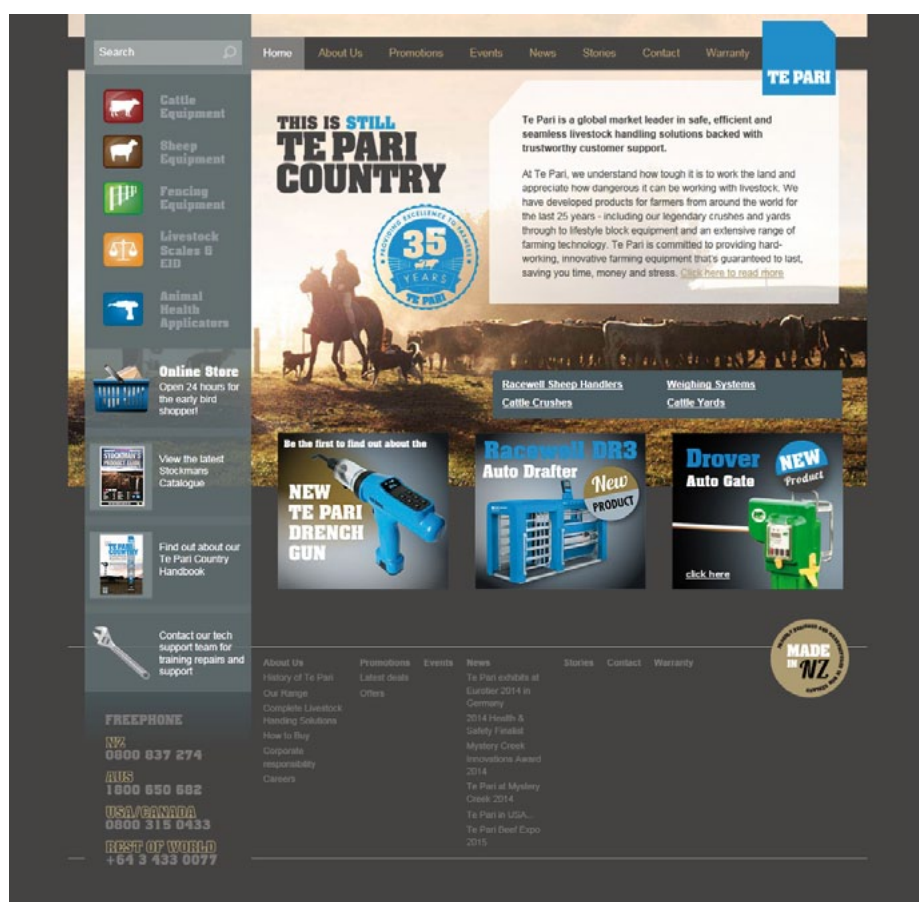 Search
Home About Us Promotions Events News Stories Contact Warranty
TE PARI
Cattle
Equipment
Sheep
Equipment
Fencing
Equipment
Livestock
Scales &
EID
Animal
Health
Applicators
Online Store
Open 24 hours for
the early bird
shopper!
View the latest
Stockmans
Catalogue
Find out about our
Te Pari Country
Handbook
Contact our tech
support team for
training repairs and
support
FREEPHONE
NZ
0800 837 274
AUS
1800 650 682
USA/CANADA
0800 315 0433
REST OF WORLD
+64 3 433 0077
THIS IS STILL
TE PARI
COUNTRY
PROVIDING EXCELLENCE TO FARMERS
35
YEARS
TE PARI
Te Pari is a global market leader in safe, efficient and
seamless livestock handling solutions backed with
trustworthy customer support.
At Te Pari, we understand how tough it is to work the land and
appreciate how dangerous it can be working with livestock. We
have developed products for farmers from around the world for
the last 25 years - including our legendary crushes and yards
through to lifestyle block equipment and an extensive range of
farming technology. Te Pari is committed to providing hard-
working, innovative farming equipment that's guaranteed to last,
saving you time, money and stress. Click here to read more
Racewell Sheep Handlers Weighing Systems
Cattle Crushes Cattle Yards
Be the first to find out about the
NEW
TE PARI
DRENCH
GUN
Racewell DR3
Auto Drafter
New
PRODUCT
Drover
Auto Gate
NEW
Product
click here
MADE
IN NZ
About Us Promotions Events News Stories Contact Warranty
History of Te Pari
Our Range
Complete Livestock
Handing Solutions
How to Buy
Corporate
responsibility
Careers
Latest deals
Offers
Te Pari exhibits at
Eurotier 2014 in
Germany
2014 Health &
Safety Finalist
Mystery Creek
Innovations Award
2014
Te Pari at Mystery
Creek 2014
Te Pari in USA...
Te Pari Beef Expo
2015